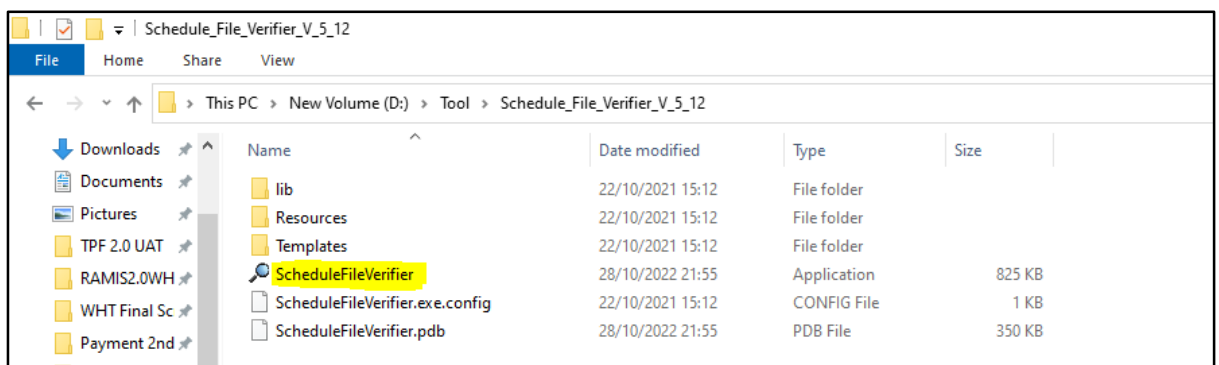 Schedule_File_Verifier_V_5_12
File Home Share View
This PC > New Volume (D:) > Tool > Schedule_File_Verifier_V_5_12
Downloads Name Date modified Type Size
Documents lib 22/10/2021 15:12 File folder
Pictures Resources 22/10/2021 15:12 File folder
TPF 2.0 UAT Templates 22/10/2021 15:12 File folder
RAMIS2.0WH ScheduleFileVerifier 28/10/2022 21:55 Application 825 KB
WHT Final Sc ScheduleFileVerifier.exe.config 22/10/2021 15:12 CONFIG File 1 KB
Payment 2nd ScheduleFileVerifier.pdb 28/10/2022 21:55 PDB File 350 KB